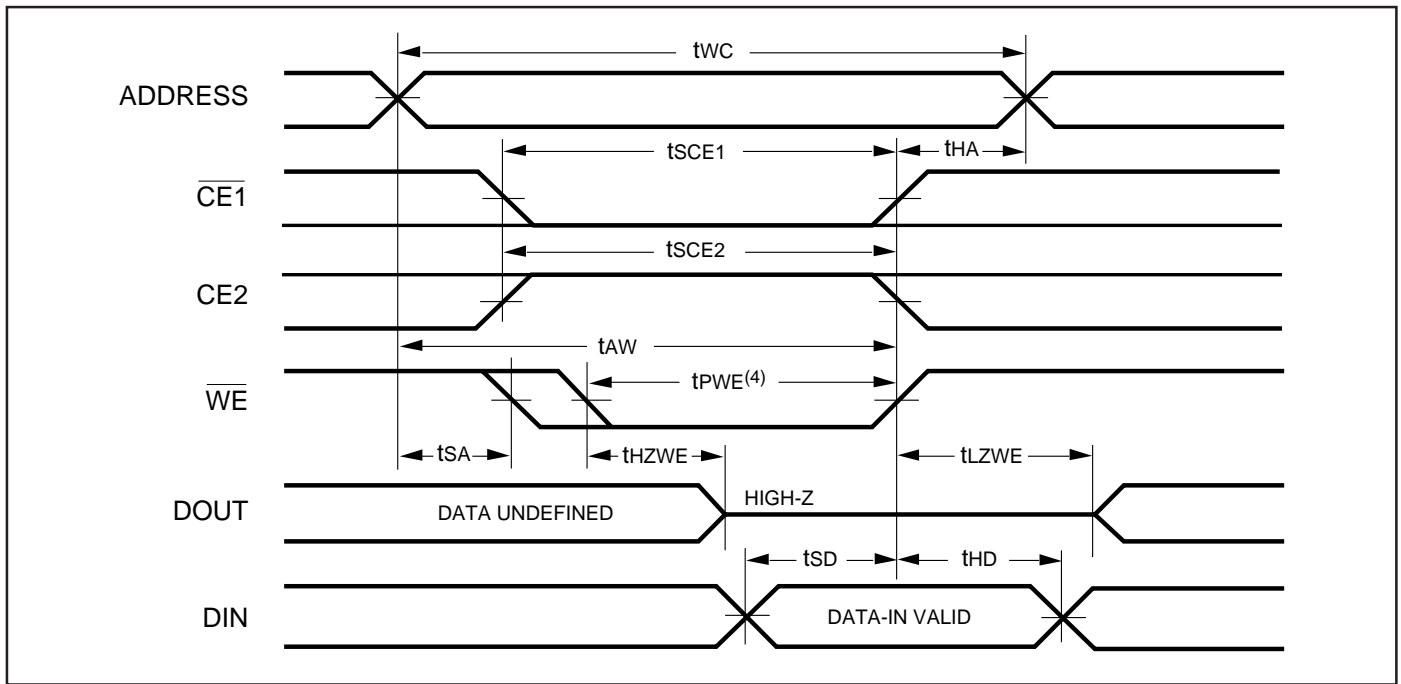 tWC
ADDRESS
tSCE1
tHA
CE1
tSCE2
CE2
tAW
tPWE(4)
WE
tSA
tHZWE
tLZWE
DOUT
DATA UNDEFINED
HIGH-Z
tSD
tHD
DIN
DATA-IN VALID